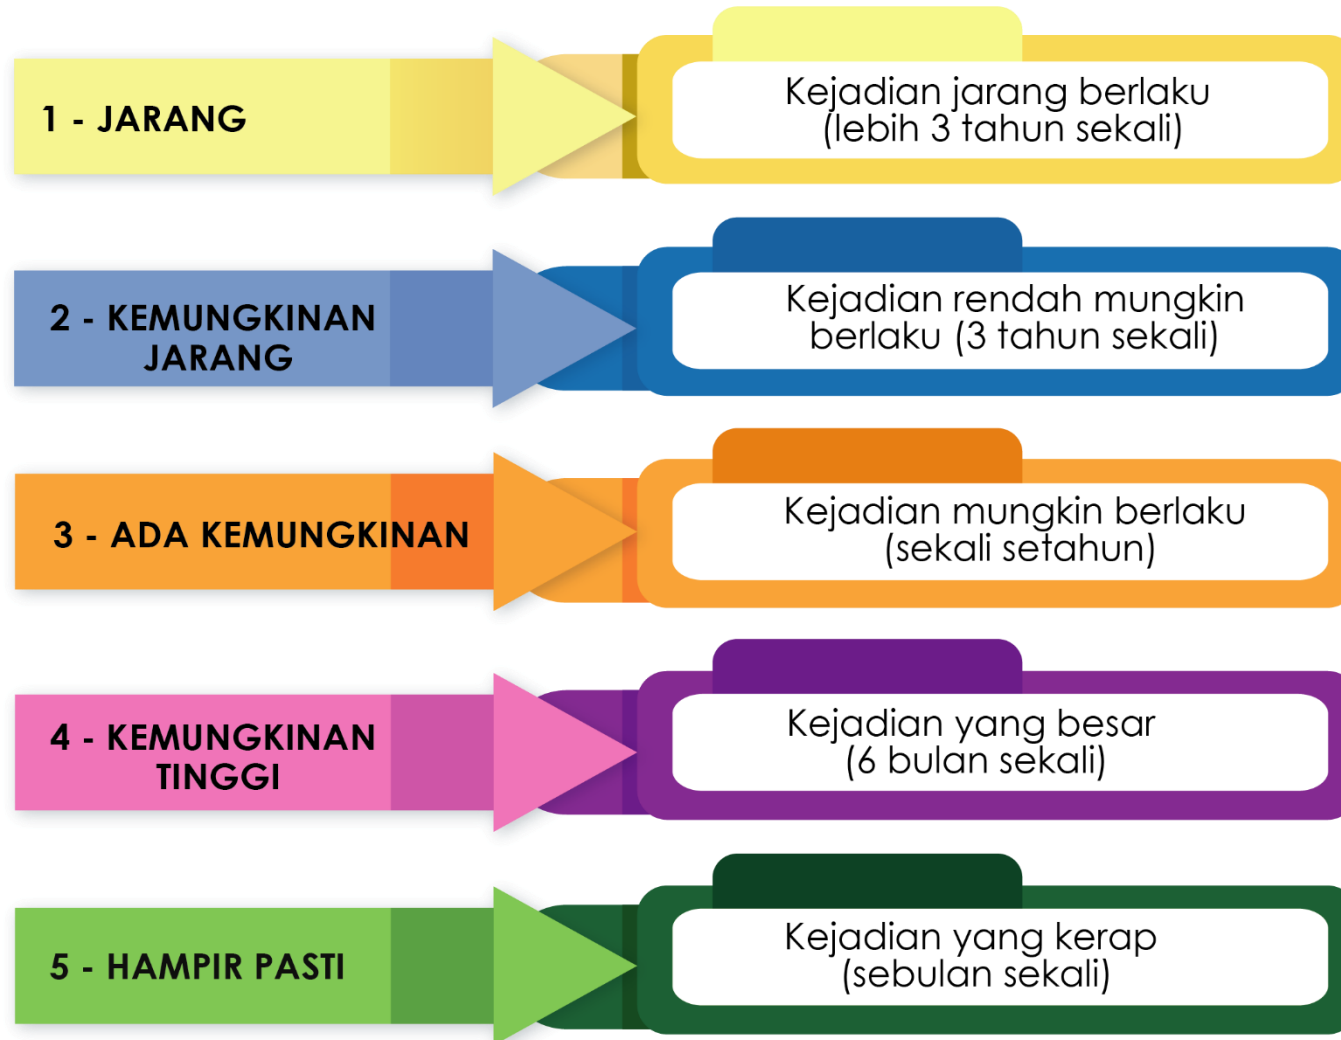 1 - JARANG
Kejadian jarang berlaku
(lebih 3 tahun sekali)
2 - KEMUNGKINAN
JARANG
Kejadian rendah mungkin
berlaku (3 tahun sekali)
3 - ADA KEMUNGKINAN
Kejadian mungkin berlaku
(sekali setahun)
4 - KEMUNGKINAN
TINGGI
Kejadian yang besar
(6 bulan sekali)
5 - HAMPIR PASTI
Kejadian yang kerap
(sebulan sekali)